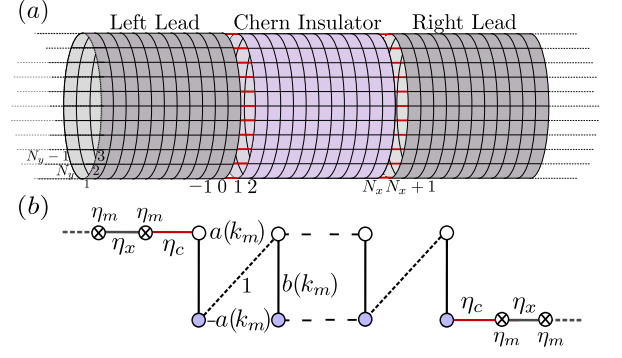 (a)
Left Lead Chern Insulator Right Lead
N_y − 1 3
N_y 2
1
−1 0 1 2
N_x N_x + 1
(b)
η_m η_m
η_x η_c a(k_m)
1 b(k_m)
-a(k_m)
η_c η_x
η_m η_m